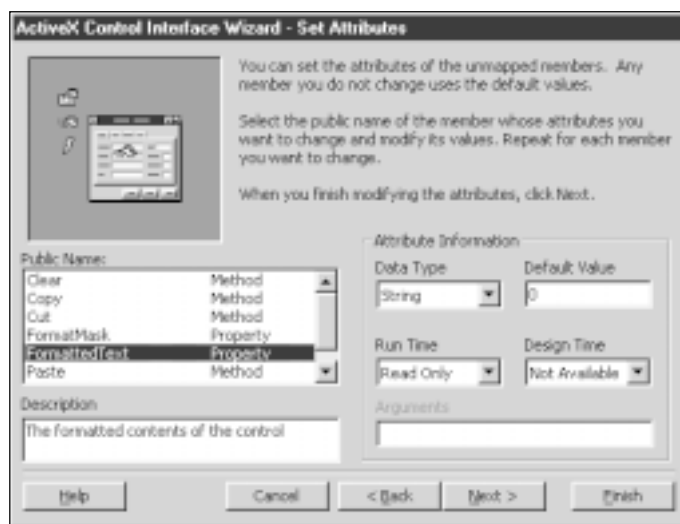 ActiveX Control Interface Wizard - Set Attributes
You can set the attributes of the unmapped members. Any
member you do not change uses the default values.
Select the public name of the member whose attributes you
want to change and modify its values. Repeat for each member
you want to change.
When you finish modifying the attributes, click Next.
Public Name:
Clear Method
Copy Method
Cut Method
FormatMask Property
FormattedText Property
Paste Method
Description
The formatted contents of the control
Attribute Information
Data Type Default Value
String 0
Run Time Design Time
Read Only Not Available
Arguments
Help Cancel < Back Next > Finish